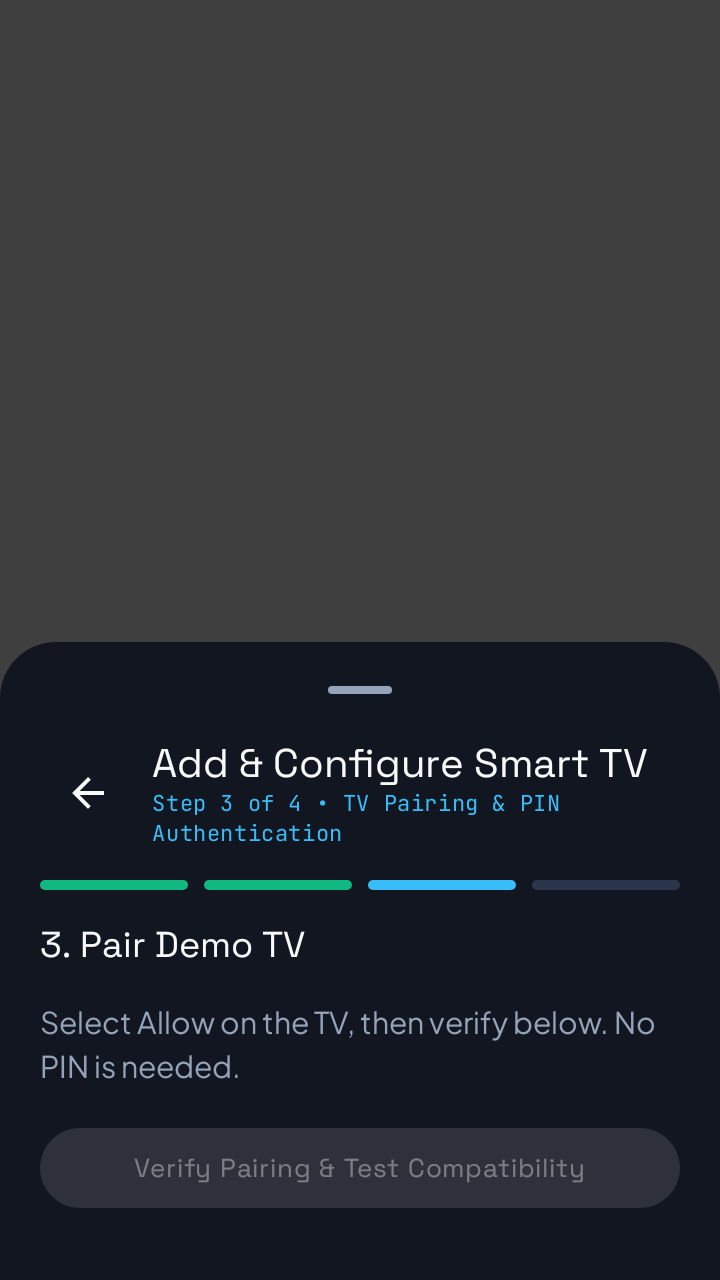 Add & Configure Smart TV
Step 3 of 4 • TV Pairing & PIN
Authentication
3. Pair Demo TV
Select Allow on the TV, then verify below. No
PIN is needed.
Verify Pairing & Test Compatibility